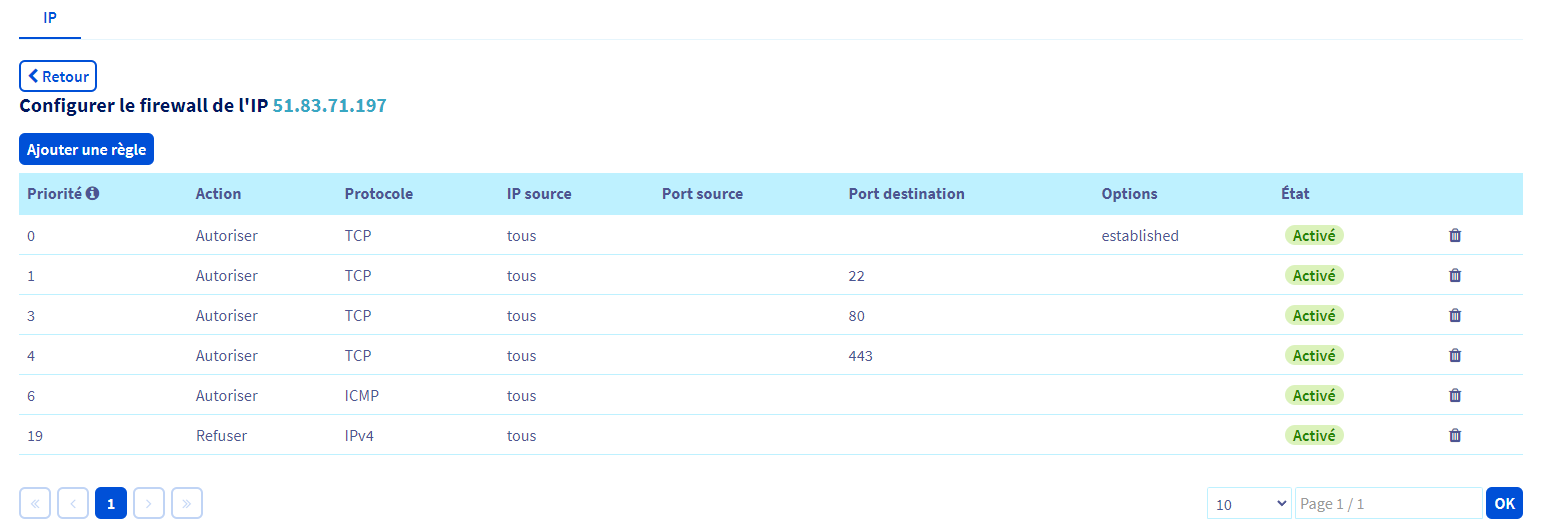 IP
Retour
Configurer le firewall de l'IP 51.83.71.197
Ajouter une règle
Priorité Action Protocole IP source Port source Port destination Options État
0 Autoriser TCP tous established Activé
1 Autoriser TCP tous 22 Activé
3 Autoriser TCP tous 80 Activé
4 Autoriser TCP tous 443 Activé
6 Autoriser ICMP tous Activé
19 Refuser IPv4 tous Activé
« ‹ 1 › » 10 Page 1 / 1 OK